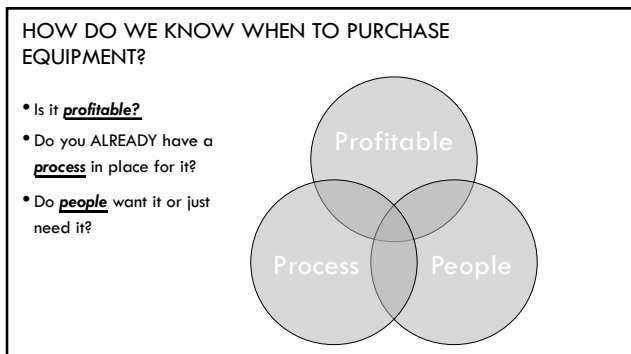 HOW DO WE KNOW WHEN TO PURCHASE
EQUIPMENT?
• Is it profitable?
• Do you ALREADY have a
process in place for it?
• Do people want it or just
need it?
Profitable
Process
People